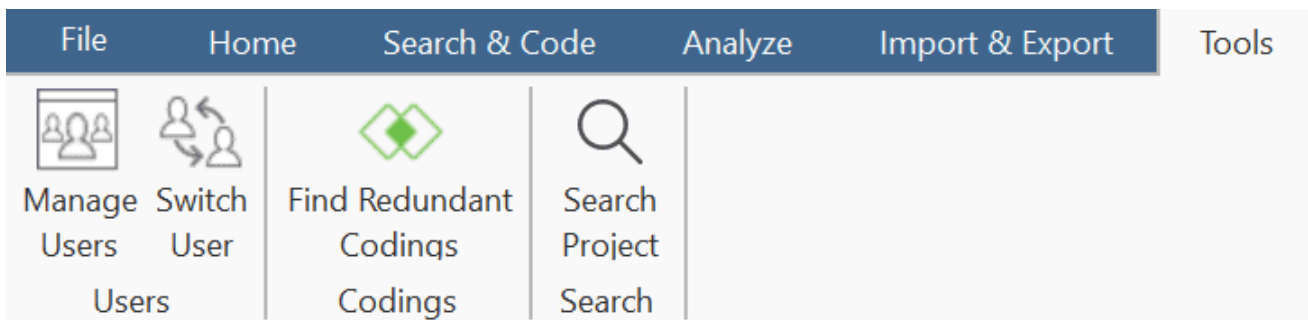 File Home Search & Code Analyze Import & Export Tools
Manage Switch Find Redundant Search
Users User Codings Project
Users Codings Search